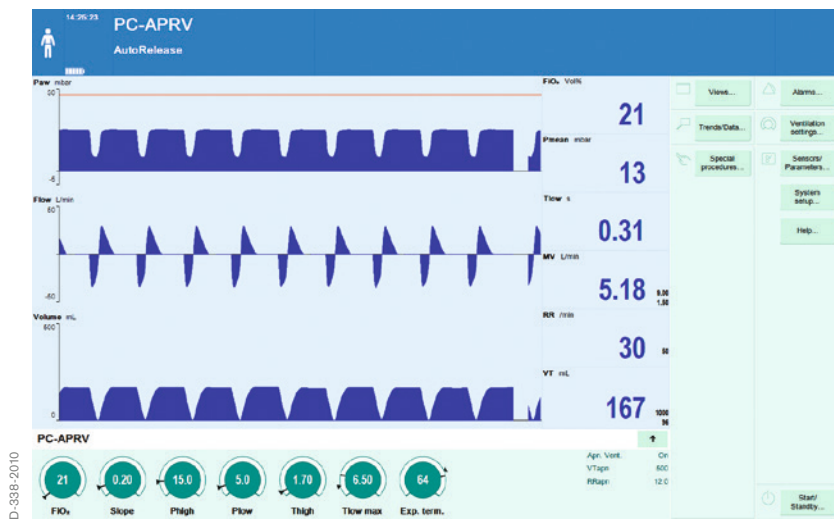 14:25:23
PC-APRV
AutoRelease
Paw mbar
50
-5
FiO₂ Vol%
21
Pmean mbar
13
Flow L/min
60
-60
Tlow s
0.31
MV L/min
5.18
9.00
1.50
Volume mL
600
0
RR /min
30
50
VT mL
167
1000
96
Views...
Alarms...
Trends/Data...
Ventilation
settings...
Special
procedures...
Sensors/
Parameters...
System
setup...
Help...
PC-APRV
21
FiO₂
0.20
Slope
15.0
Phigh
5.0
Plow
1.70
Thigh
6.50
Tlow max
64
Exp. term.
Apn. Vent. On
VTapn 500
RRapn 12.0
Start/
Standby...
D-338-2010